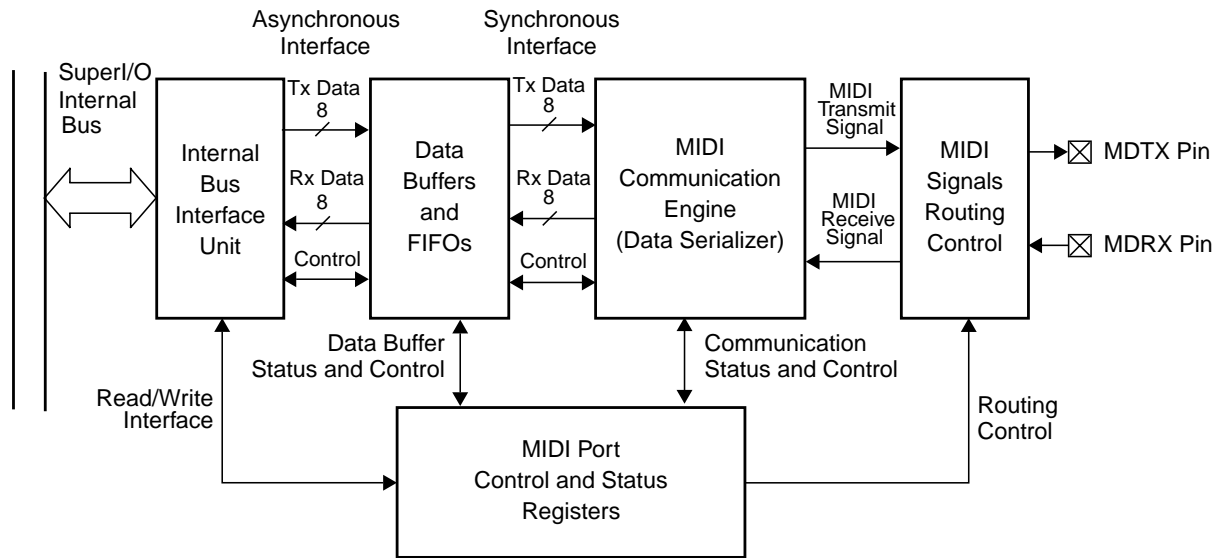 Asynchronous
Interface
Synchronous
Interface
SuperI/O
Internal
Bus
Internal
Bus
Interface
Unit
Tx Data
8
Rx Data
8
Control
Data
Buffers
and
FIFOs
Tx Data
8
Rx Data
8
Control
MIDI
Communication
Engine
(Data Serializer)
MIDI
Transmit
Signal
MIDI
Receive
Signal
MIDI
Signals
Routing
Control
MDTX Pin
MDRX Pin
Read/Write
Interface
Data Buffer
Status and Control
Communication
Status and Control
Routing
Control
MIDI Port
Control and Status
Registers